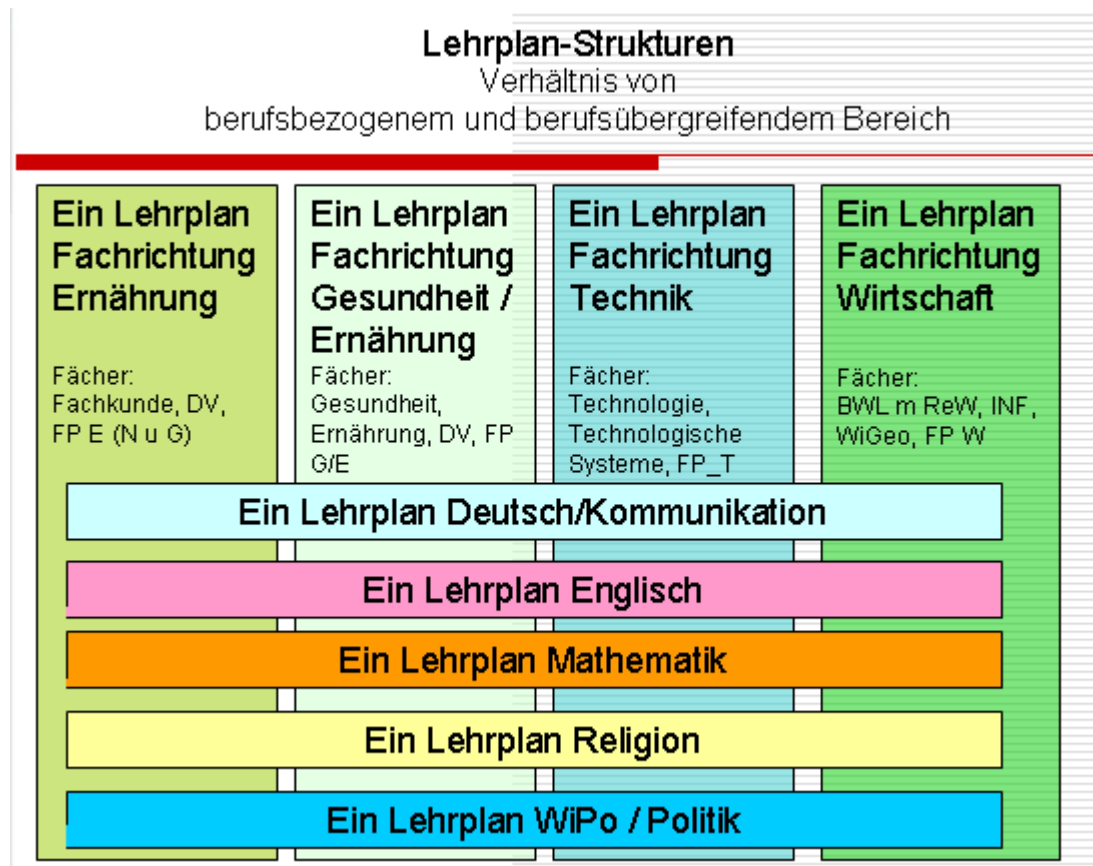 Lehrplan-Strukturen
Verhältnis von
berufsbezogenem und berufsübergreifendem Bereich
Ein Lehrplan
Fachrichtung
Ernährung
Fächer:
Fachkunde, DV,
FP E (N u G)
Ein Lehrplan
Fachrichtung
Gesundheit /
Ernährung
Fächer:
Gesundheit,
Ernährung, DV, FP
G/E
Ein Lehrplan
Fachrichtung
Technik
Fächer:
Technologie,
Technologische
Systeme, FP_T
Ein Lehrplan
Fachrichtung
Wirtschaft
Fächer:
BWL m ReW, INF,
WiGeo, FP W
Ein Lehrplan Deutsch/Kommunikation
Ein Lehrplan Englisch
Ein Lehrplan Mathematik
Ein Lehrplan Religion
Ein Lehrplan WiPo / Politik